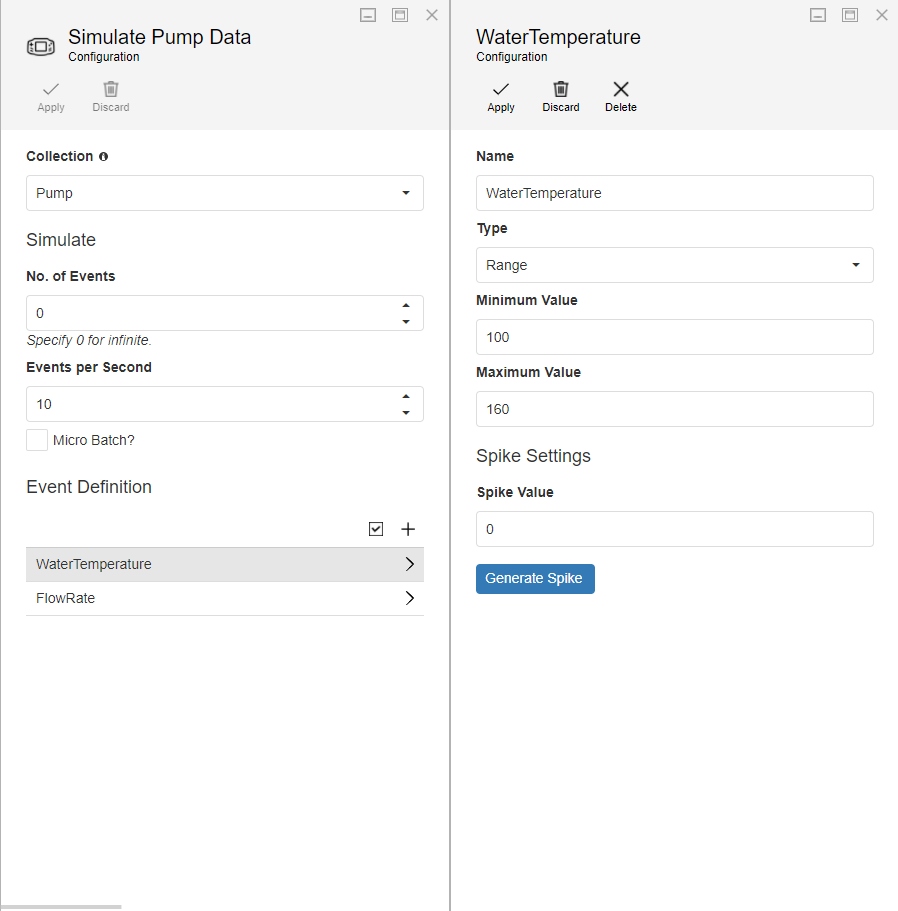 Simulate Pump Data
Configuration
Apply
Discard
Collection
Pump
Simulate
No. of Events
0
Specify 0 for infinite.
Events per Second
10
Micro Batch?
Event Definition
WaterTemperature
FlowRate
WaterTemperature
Configuration
Apply
Discard
Delete
Name
WaterTemperature
Type
Range
Minimum Value
100
Maximum Value
160
Spike Settings
Spike Value
0
Generate Spike